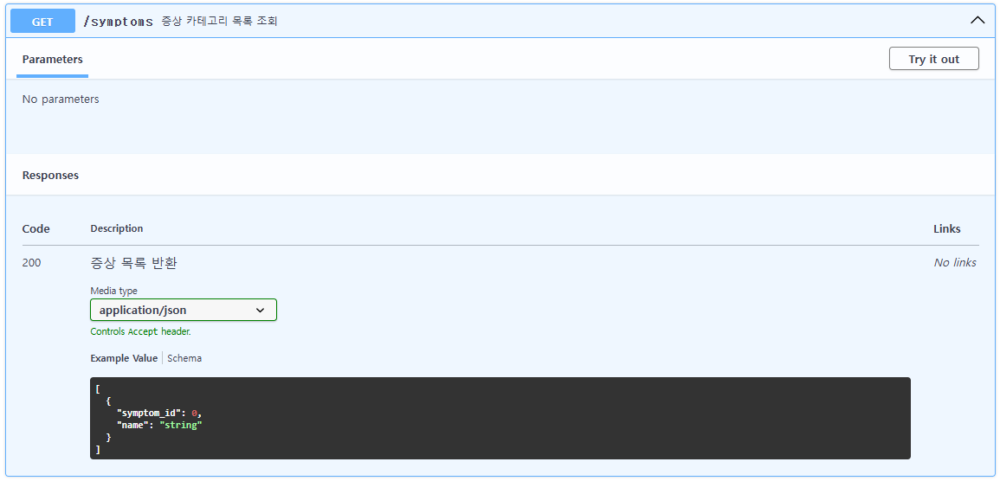 GET /symptoms 증상 카테고리 목록 조회
Parameters Try it out
No parameters
Responses
Code Description Links
200 증상 목록 반환 No links
Media type
application/json
Controls Accept header.
Example Value Schema
[
{
"symptom_id": 0,
"name": "string"
}
]